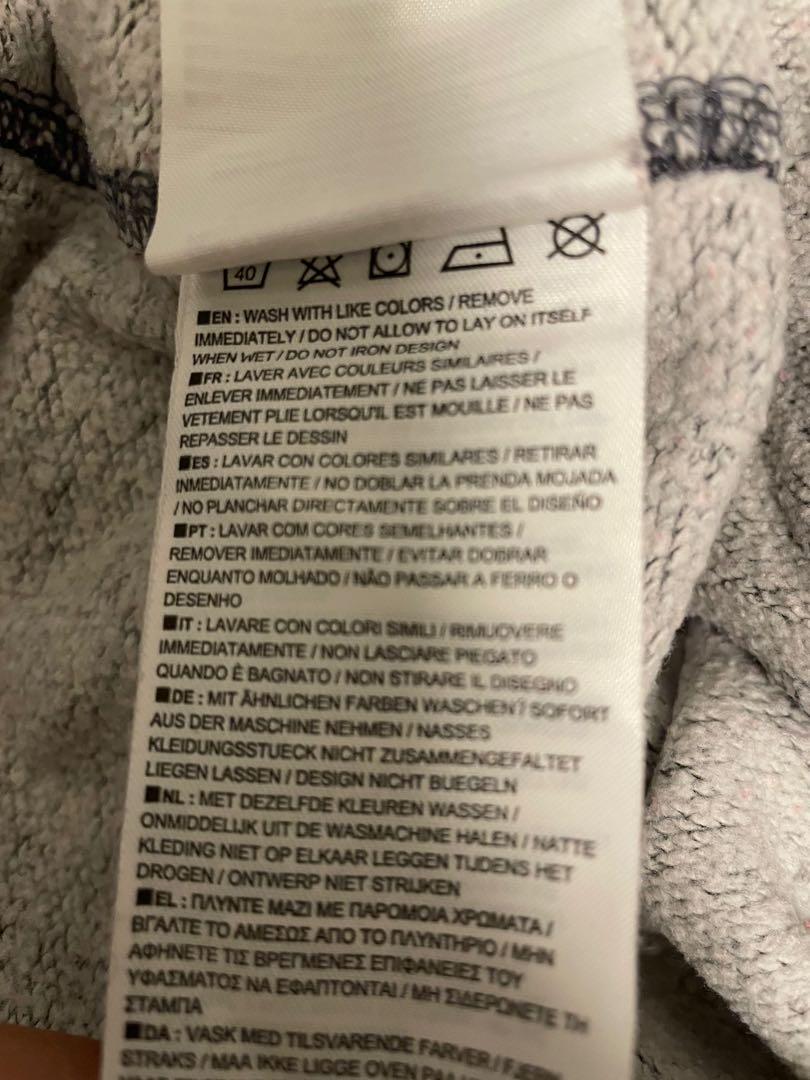 40
■EN : WASH WITH LIKE COLORS / REMOVE
IMMEDIATELY / DO NOT ALLOW TO LAY ON ITSELF
WHEN WET / DO NOT IRON DESIGN
■FR : LAVER AVEC COULEURS SIMILAIRES /
ENLEVER IMMEDIATEMENT / NE PAS LAISSER LE
VETEMENT PLIE LORSQU'IL EST MOUILLE / NE PAS
REPASSER LE DESSIN
■ES : LAVAR CON COLORES SIMILARES / RETIRAR
INMEDIATAMENTE / NO DOBLAR LA PRENDA MOJADA
/ NO PLANCHAR DIRECTAMENTE SOBRE EL DISEÑO
■PT : LAVAR COM CORES SEMELHANTES /
REMOVER IMEDIATAMENTE / EVITAR DOBRAR
ENQUANTO MOLHADO / NÃO PASSAR A FERRO O
DESENHO
■IT : LAVARE CON COLORI SIMILI / RIMUOVERE
IMMEDIATAMENTE / NON LASCIARE PIEGATO
QUANDO È BAGNATO / NON STIRARE IL DISEGNO
■DE : MIT ÄHNLICHEN FARBEN WASCHEN / SOFORT
AUS DER MASCHINE NEHMEN / NASSES
KLEIDUNGSSTUECK NICHT ZUSAMMENGEFALTET
LIEGEN LASSEN / DESIGN NICHT BUEGELN
■NL : MET DEZELFDE KLEUREN WASSEN /
ONMIDDELIJK UIT DE WASMACHINE HALEN / NATTE
KLEDING NIET OP ELKAAR LEGGEN TIJDENS HET
DROGEN / ONTWERP NIET STRIJKEN
■EL : ΠΛΥΝΤΕ ΜΑΖΙ ΜΕ ΠΑΡΟΜΟΙΑ ΧΡΩΜΑΤΑ /
ΒΓΑΛΤΕ ΤΟ ΑΜΕΣΩΣ ΑΠΟ ΤΟ ΠΛΥΝΤΗΡΙΟ / ΜΗΝ
ΑΦΗΝΕΤΕ ΤΙΣ ΒΡΕΓΜΕΝΕΣ ΕΠΙΦΑΝΕΙΕΣ ΤΟΥ
ΥΦΑΣΜΑΤΟΣ ΝΑ ΕΦΑΠΤΟΝΤΑΙ / ΜΗ ΣΙΔΕΡΩΝΕΤΕ ΤΗ
ΣΤΑΜΠΑ
■DA : VASK MED TILSVARENDE FARVER / FJERN
STRAKS / MAA IKKE LIGGE OVEN